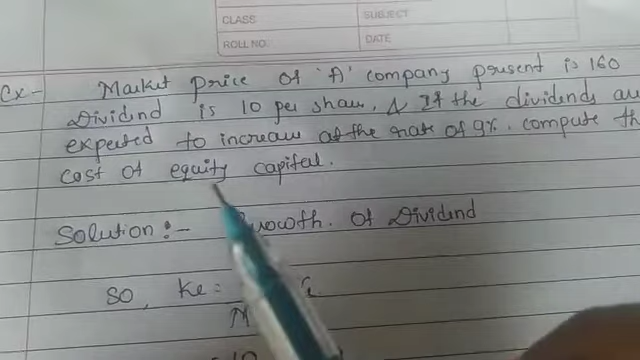 CLASS
SUBJECT
ROLL NO.
DATE
Ex - Market price of 'A' company present is 160
Dividend is 10 per share, & If the dividends are
expected to increase at the rate of 9%. compute th
cost of equity capital.
Solution :- Growth. Of Dividend
So, Ke =
10